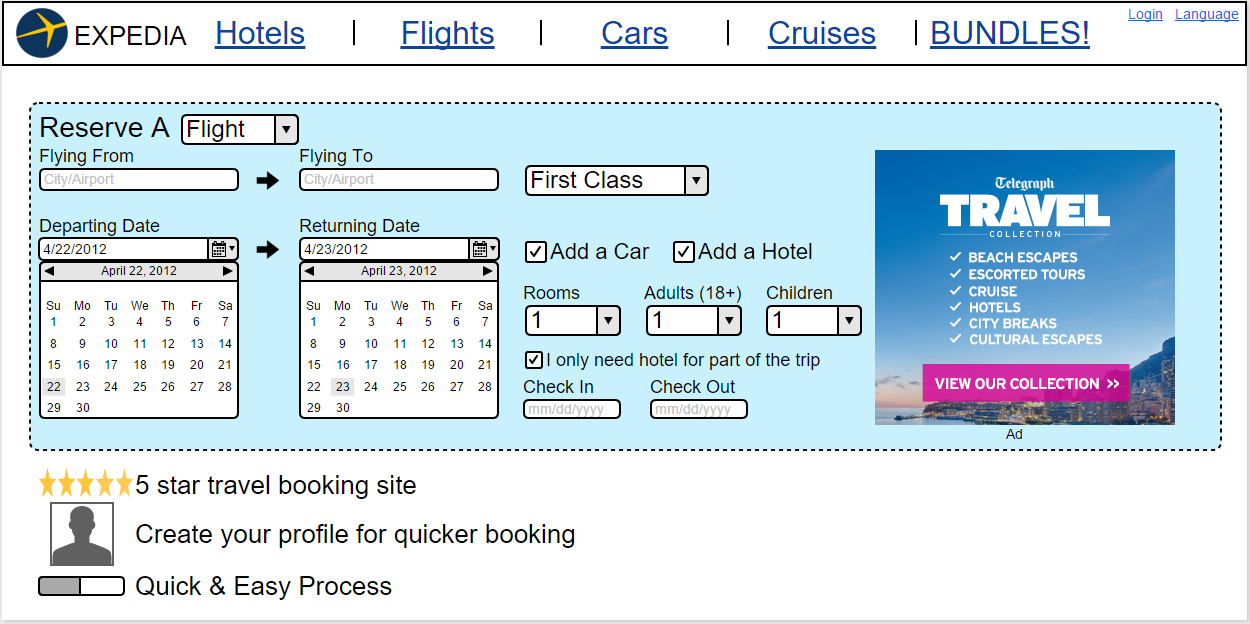 EXPEDIA Hotels | Flights | Cars | Cruises | BUNDLES! Login Language
Reserve A Flight
Flying From
Flying To
City/Airport
City/Airport
First Class
Departing Date
Returning Date
4/22/2012
4/23/2012
April 22, 2012
Su Mo Tu We Th Fr Sa
1 2 3 4 5 6 7
8 9 10 11 12 13 14
15 16 17 18 19 20 21
22 23 24 25 26 27 28
29 30
April 23, 2012
Su Mo Tu We Th Fr Sa
1 2 3 4 5 6 7
8 9 10 11 12 13 14
15 16 17 18 19 20 21
22 23 24 25 26 27 28
29 30
Add a Car Add a Hotel
Rooms Adults (18+) Children
1 1 1
I only need hotel for part of the trip
Check In Check Out
mm/dd/yyyy mm/dd/yyyy
Telegraph
TRAVEL
COLLECTION
BEACH ESCAPES
ESCORTED TOURS
CRUISE
HOTELS
CITY BREAKS
CULTURAL ESCAPES
VIEW OUR COLLECTION »
Ad
5 star travel booking site
Create your profile for quicker booking
Quick & Easy Process